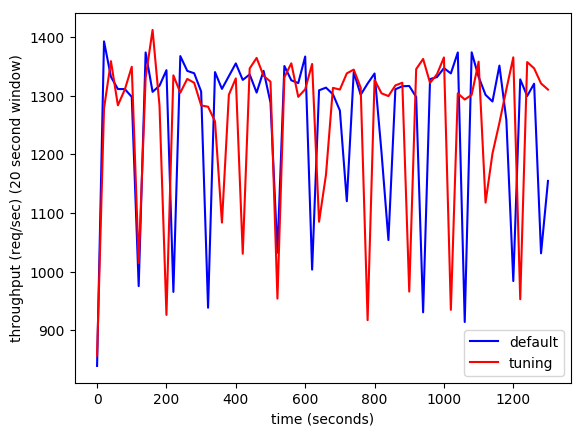 throughput (req/sec) (20 second window)
1400
1300
1200
1100
1000
900
0 200 400 600 800 1000 1200
time (seconds)
default
tuning